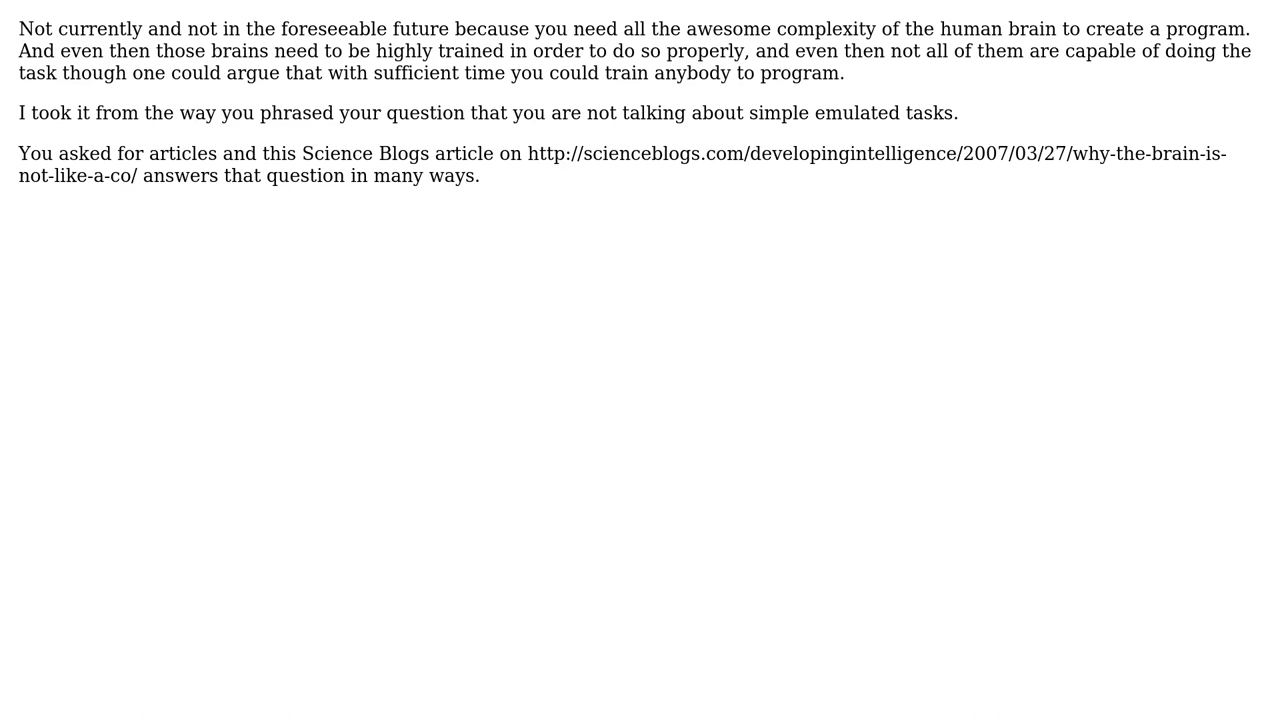 Not currently and not in the foreseeable future because you need all the awesome complexity of the human brain to create a program.
And even then those brains need to be highly trained in order to do so properly, and even then not all of them are capable of doing the
task though one could argue that with sufficient time you could train anybody to program.
I took it from the way you phrased your question that you are not talking about simple emulated tasks.
You asked for articles and this Science Blogs article on http://scienceblogs.com/developingintelligence/2007/03/27/why-the-brain-is-
not-like-a-co/ answers that question in many ways.